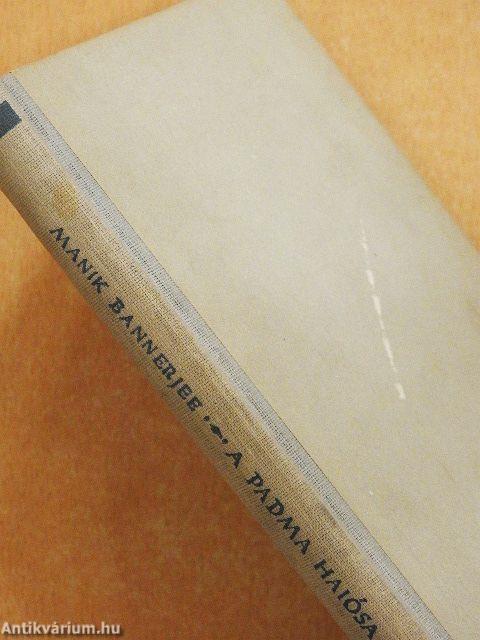 MANIK BANNERJEE • A PADMA HAJÓSA
Antikvárium.hu